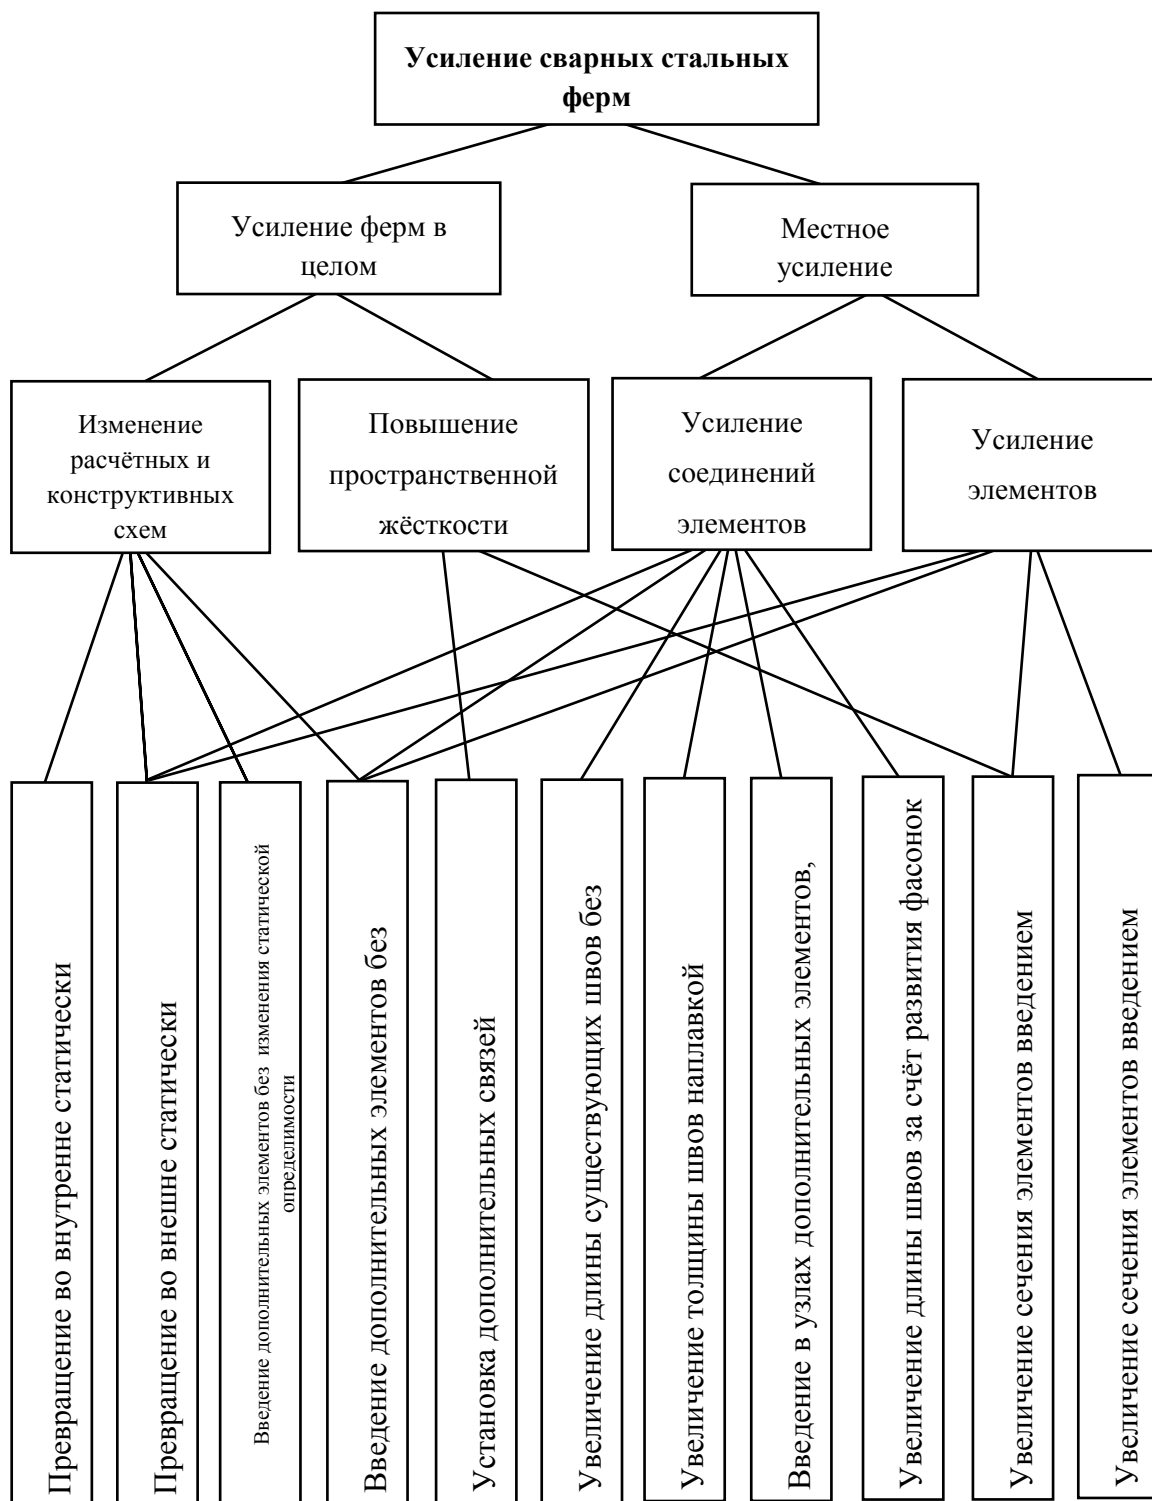 Усиление сварных стальных
ферм
Усиление ферм в
целом
Местное
усиление
Изменение
расчётных и
конструктивных
схем
Повышение
пространственной
жёсткости
Усиление
соединений
элементов
Усиление
элементов
Превращение во внутренне статически
Превращение во внешне статически
Введение дополнительных элементов без изменения статической
определимости
Введение дополнительных элементов без
Установка дополнительных связей
Увеличение длины существующих швов без
Увеличение толщины швов наплавкой
Введение в узлах дополнительных элементов,
Увеличение длины швов за счёт развития фасонок
Увеличение сечения элементов введением
Увеличение сечения элементов введением